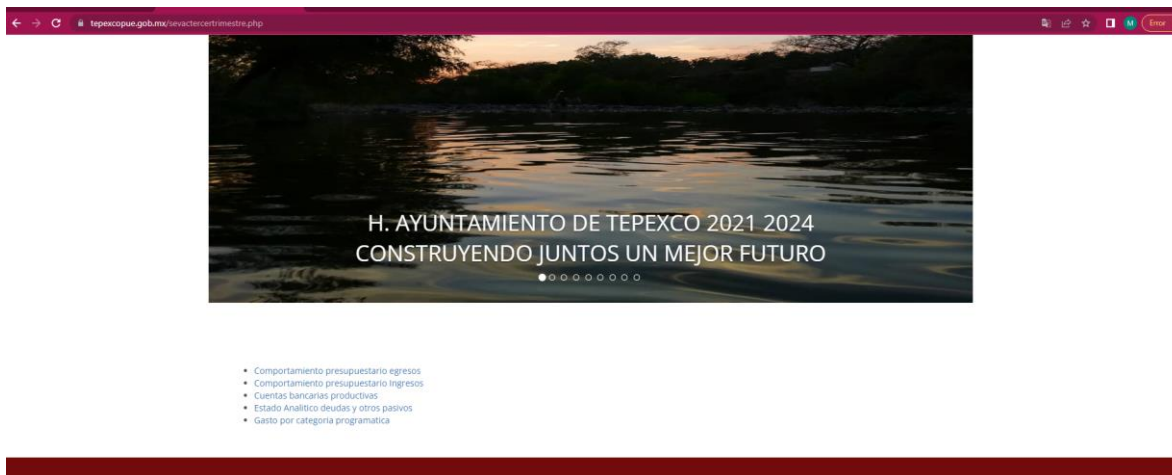 tepexcopue.gob.mx/sevactercertrimestre.php
M
Error
H. AYUNTAMIENTO DE TEPEXCO 2021 2024
CONSTRUYENDO JUNTOS UN MEJOR FUTURO
Comportamiento presupuestario egresos
Comportamiento presupuestario Ingresos
Cuentas bancarias productivas
Estado Analitico deudas y otros pasivos
Gasto por categoria programatica